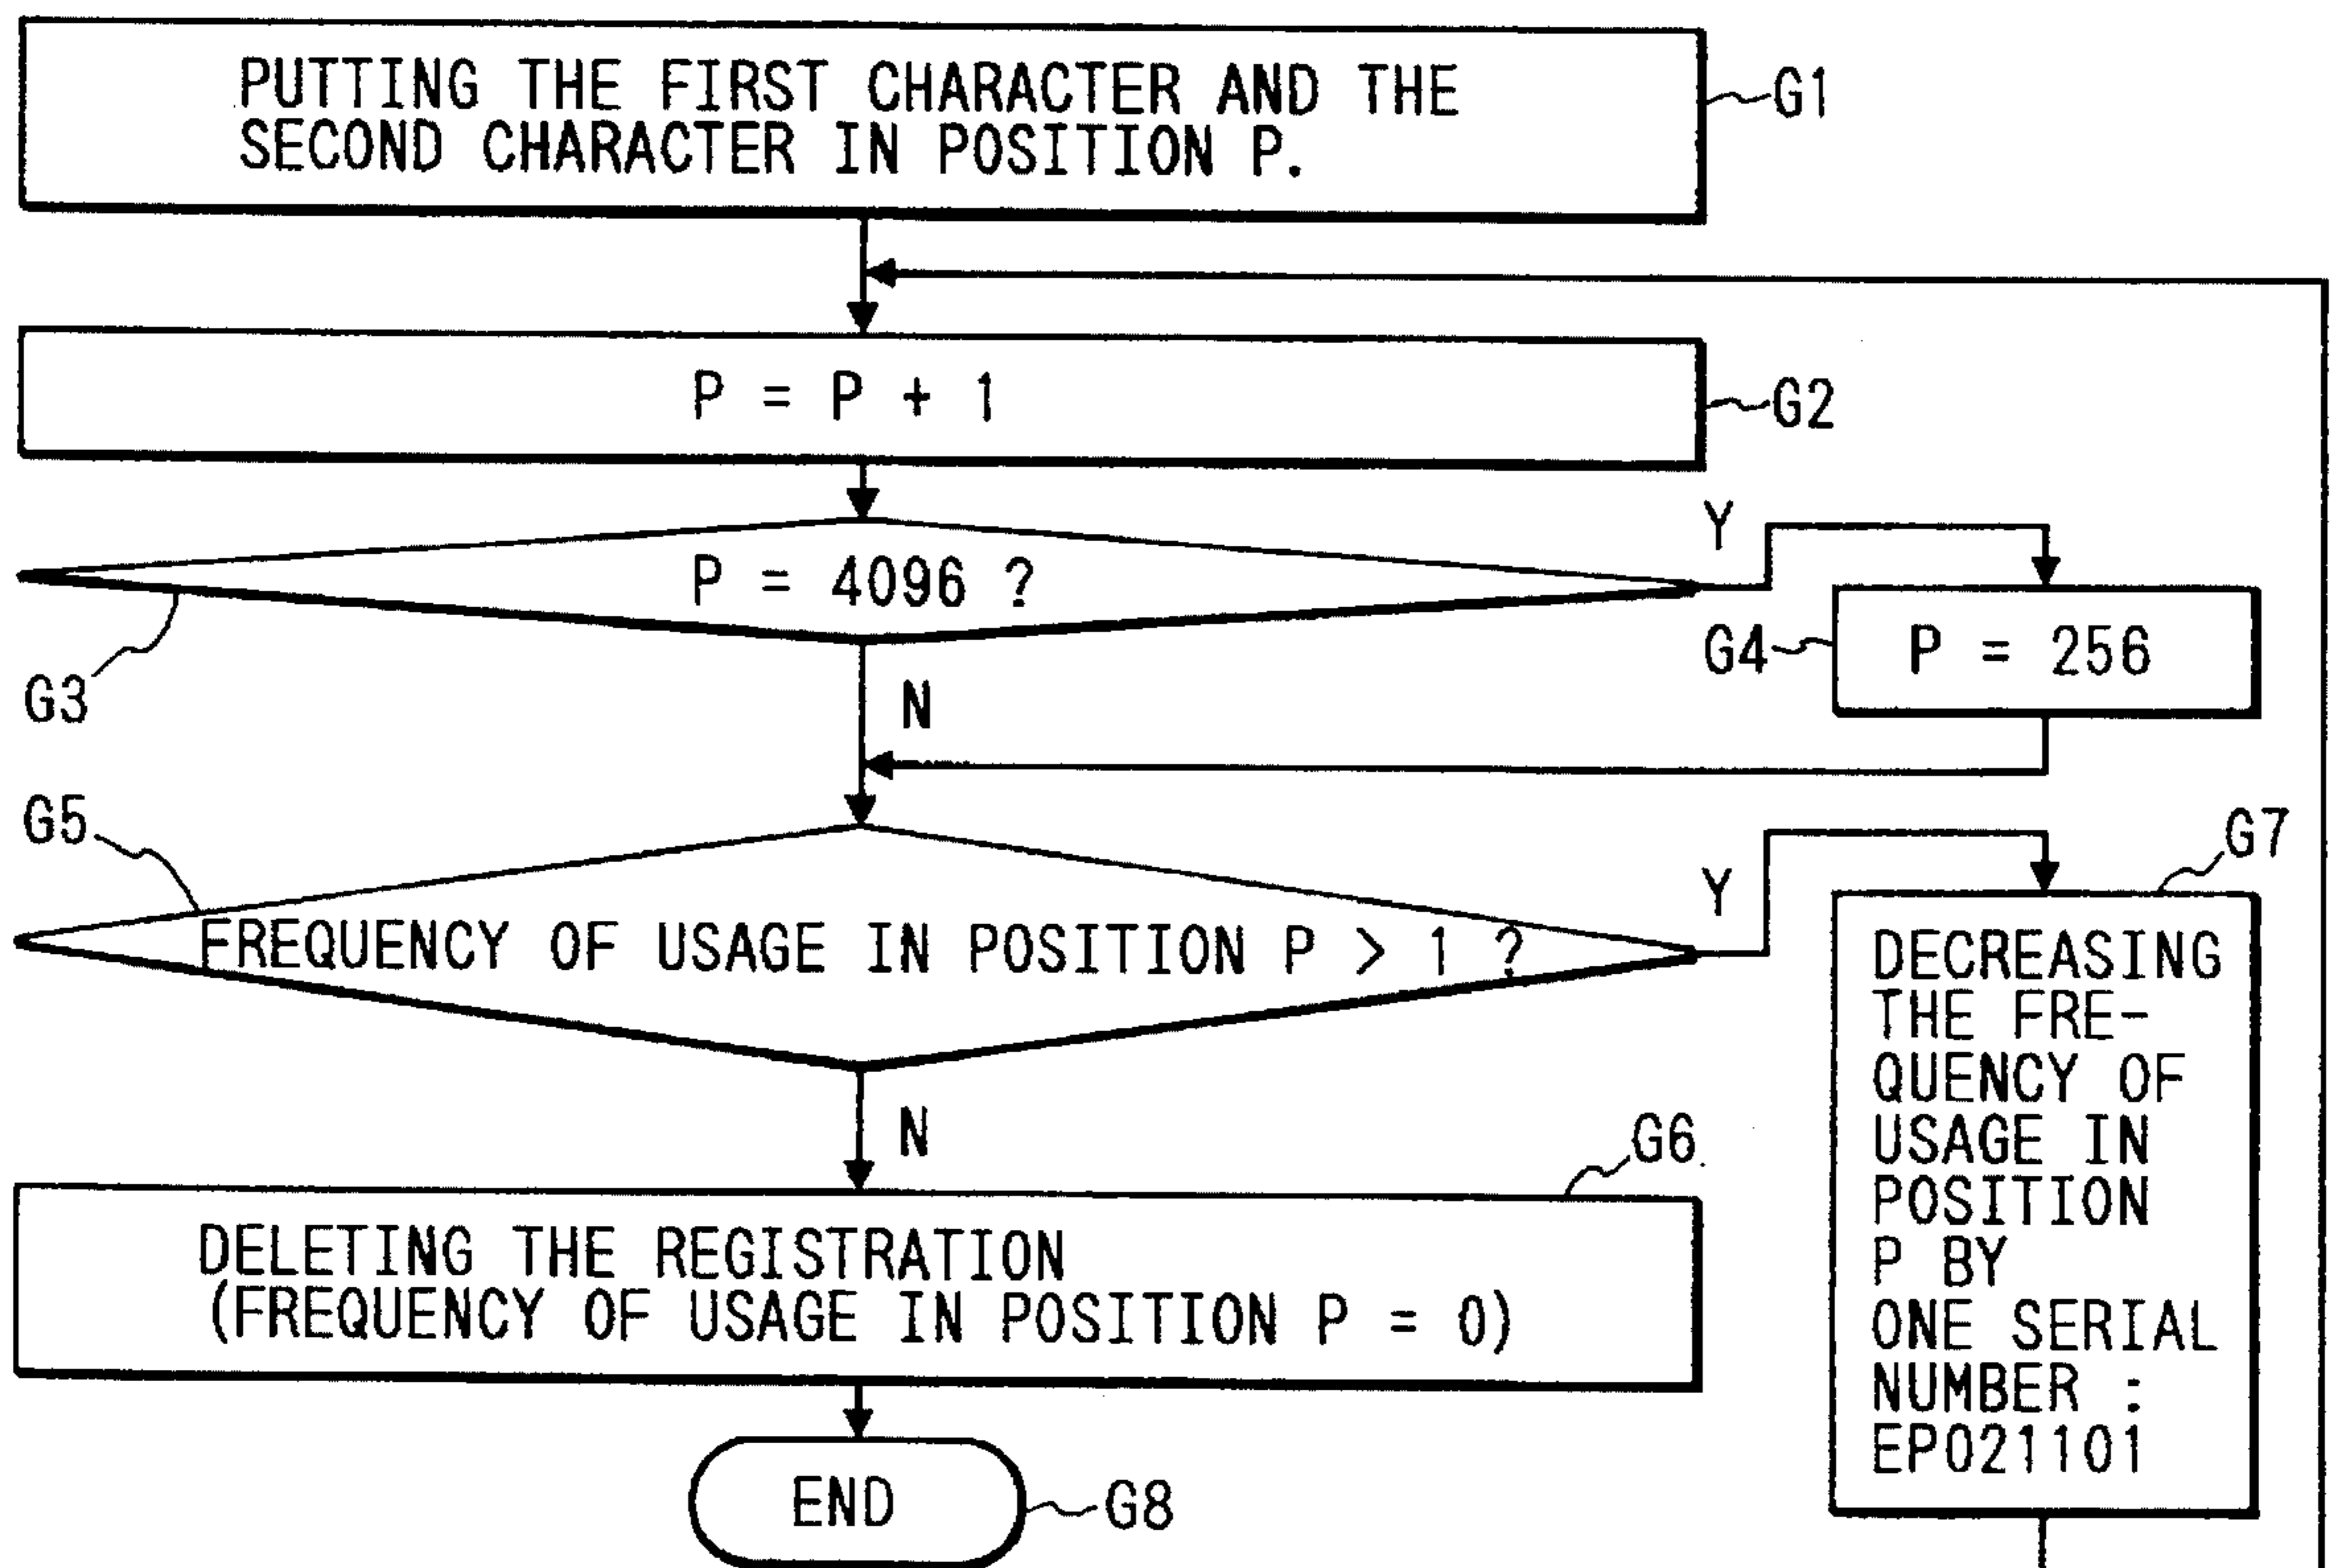 PUTTING THE FIRST CHARACTER AND THE
SECOND CHARACTER IN POSITION P.
G1
P = P + 1
G2
P = 4096 ?
Y
G3
N
G4
P = 256
G5
FREQUENCY OF USAGE IN POSITION P > 1 ?
Y
G7
DECREASING
THE FRE-
QUENCY OF
USAGE IN
POSITION
P BY
ONE SERIAL
NUMBER :
EP021101
N
G6
DELETING THE REGISTRATION
(FREQUENCY OF USAGE IN POSITION P = 0)
END
G8